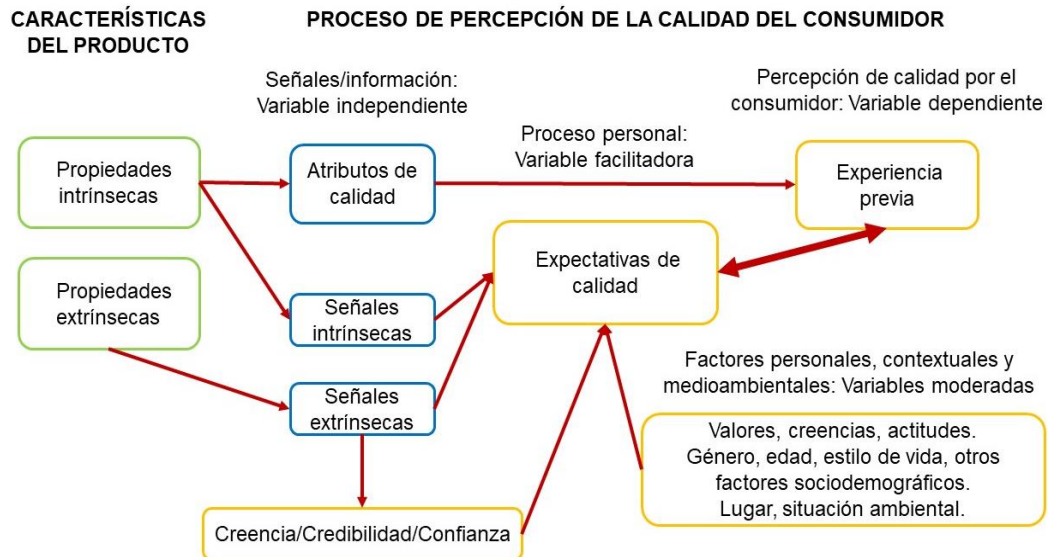 CARACTERÍSTICAS
DEL PRODUCTO
PROCESO DE PERCEPCIÓN DE LA CALIDAD DEL CONSUMIDOR
Señales/información:
Variable independiente
Percepción de calidad por el
consumidor: Variable dependiente
Proceso personal:
Variable facilitadora
Propiedades
intrínsecas
Atributos de
calidad
Experiencia
previa
Expectativas de
calidad
Propiedades
extrínsecas
Señales
intrínsecas
Señales
extrínsecas
Factores personales, contextuales y
medioambientales: Variables moderadas
Valores, creencias, actitudes.
Género, edad, estilo de vida, otros
factores sociodemográficos.
Lugar, situación ambiental.
Creencia/Credibilidad/Confianza